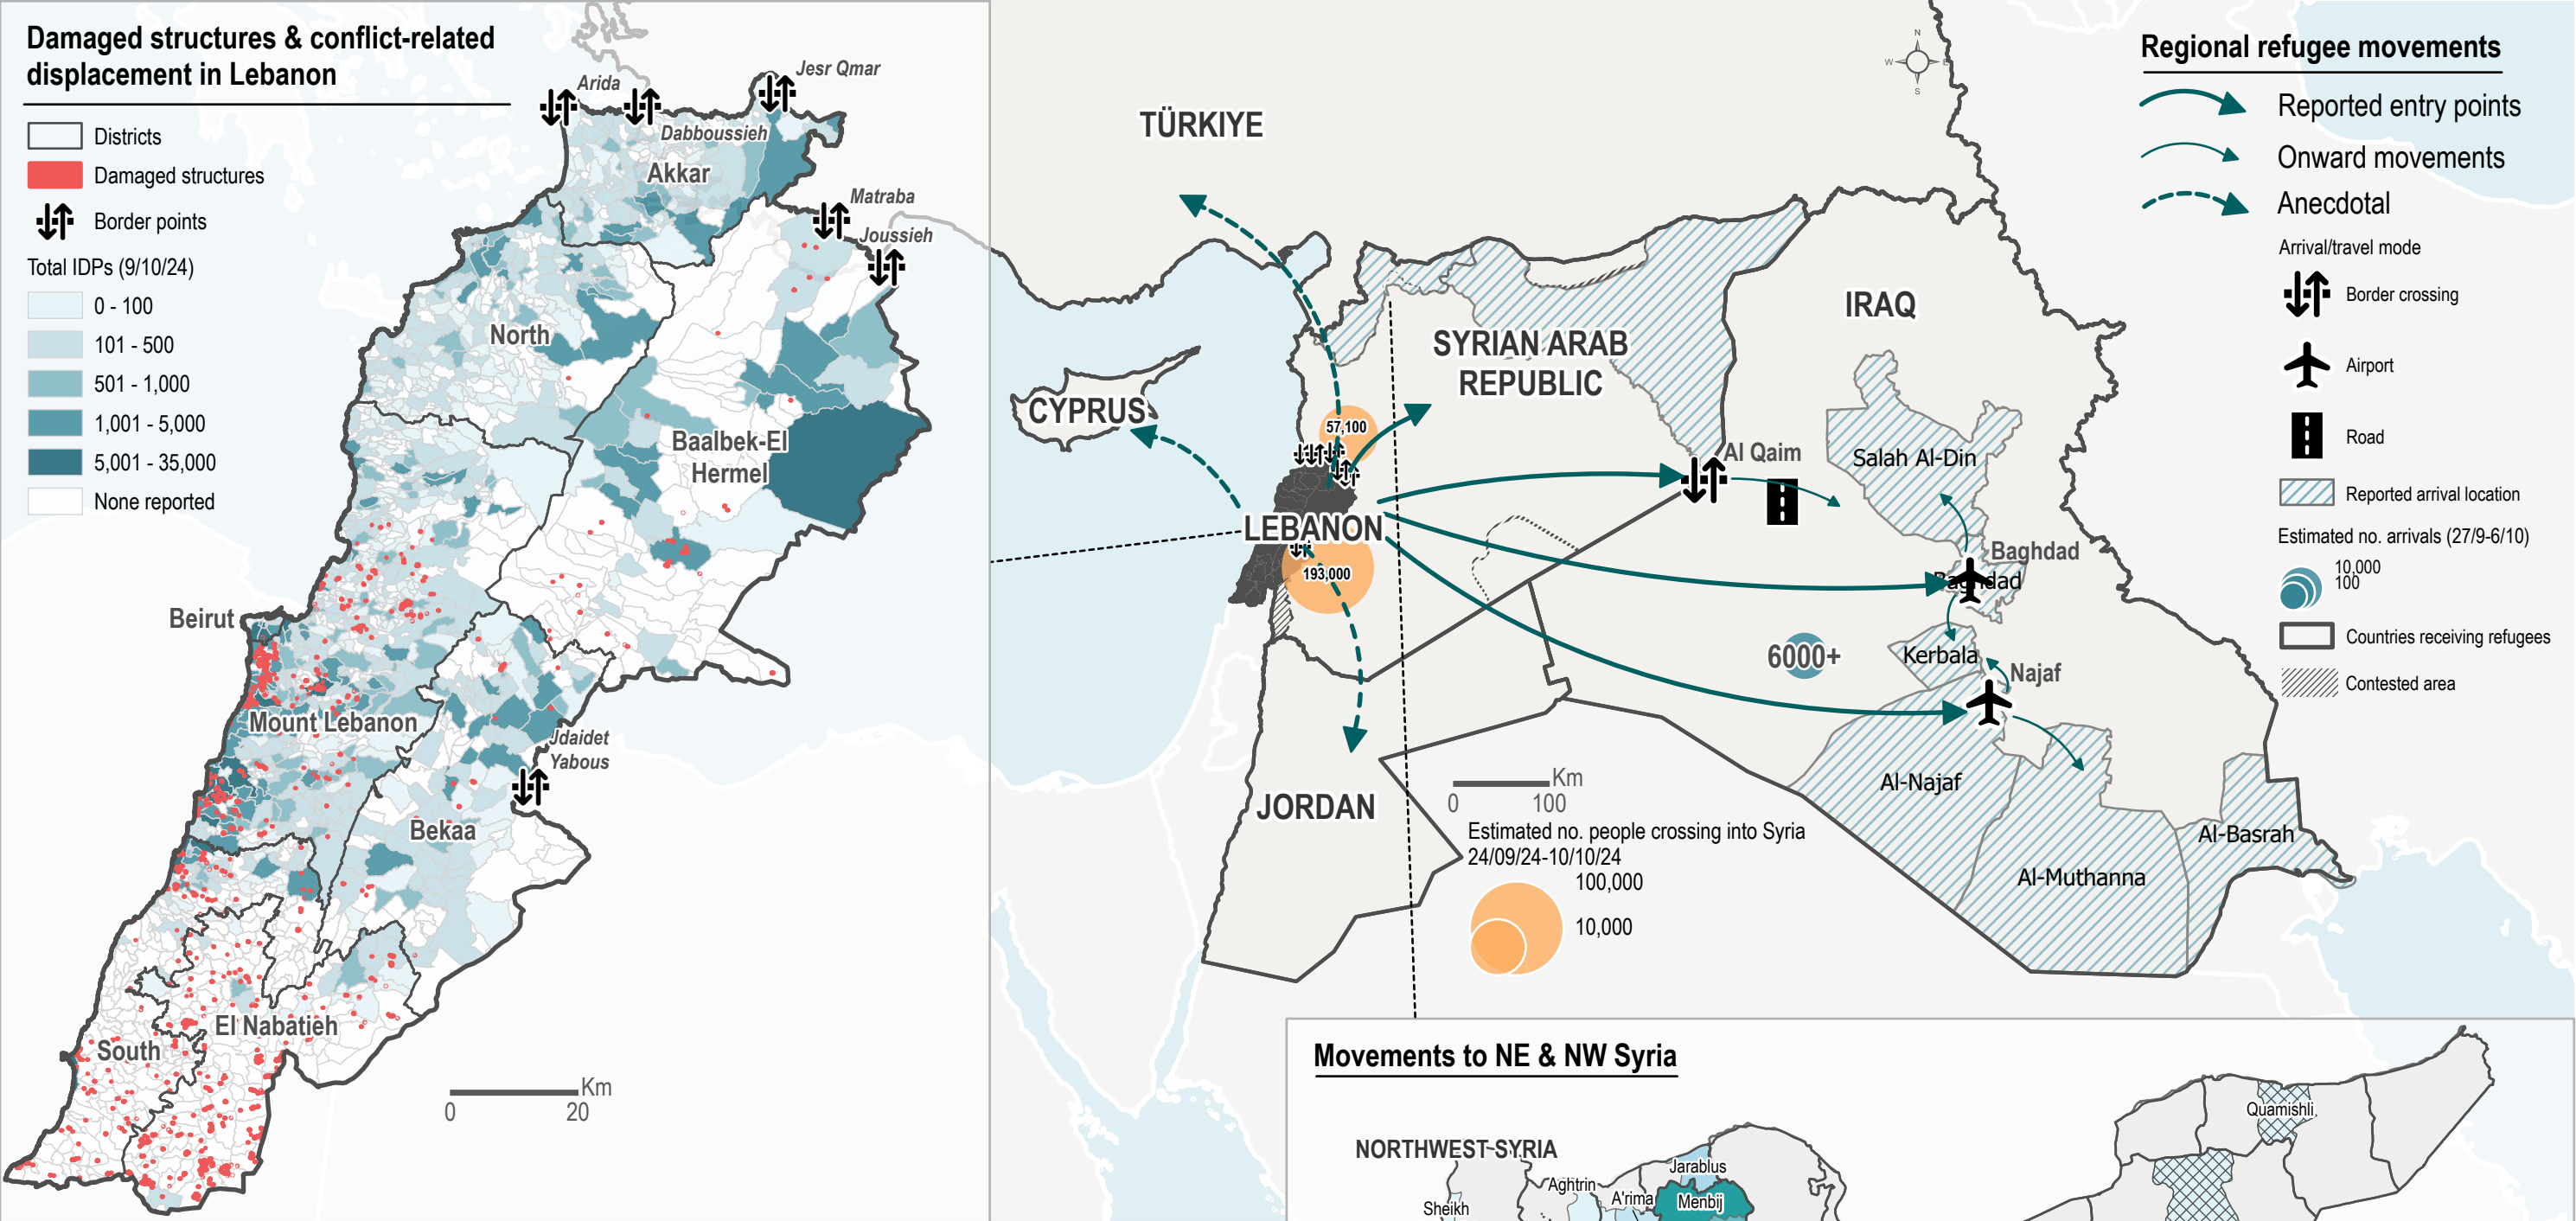 Damaged structures & conflict-related
displacement in Lebanon
Districts
Damaged structures
Border points
Total IDPs (9/10/24)
0 - 100
101 - 500
501 - 1,000
1,001 - 5,000
5,001 - 35,000
None reported
Arida
Jesr Qmar
Dabboussieh
Akkar
Matraba
Joussieh
North
Baalbek-El
Hermel
Beirut
Mount Lebanon
Jdaidet
Yabous
Bekaa
El Nabatieh
South
Km
0 20
N
W E
S
TÜRKIYE
CYPRUS
SYRIAN ARAB
REPUBLIC
IRAQ
57,100
LEBANON
193,000
JORDAN
Al Qaim
Salah Al-Din
Baghdad
Baghdad
6000+
Kerbala
Najaf
Al-Najaf
Al-Muthanna
Al-Basrah
Km
0 100
Estimated no. people crossing into Syria
24/09/24-10/10/24
100,000
10,000
Regional refugee movements
Reported entry points
Onward movements
Anecdotal
Arrival/travel mode
Border crossing
Airport
Road
Reported arrival location
Estimated no. arrivals (27/9-6/10)
10,000
100
Countries receiving refugees
Contested area
Movements to NE & NW Syria
NORTHWEST SYRIA
Quamishli
Jarablus
Aghtrin
A'rima
Menbij
Sheikh